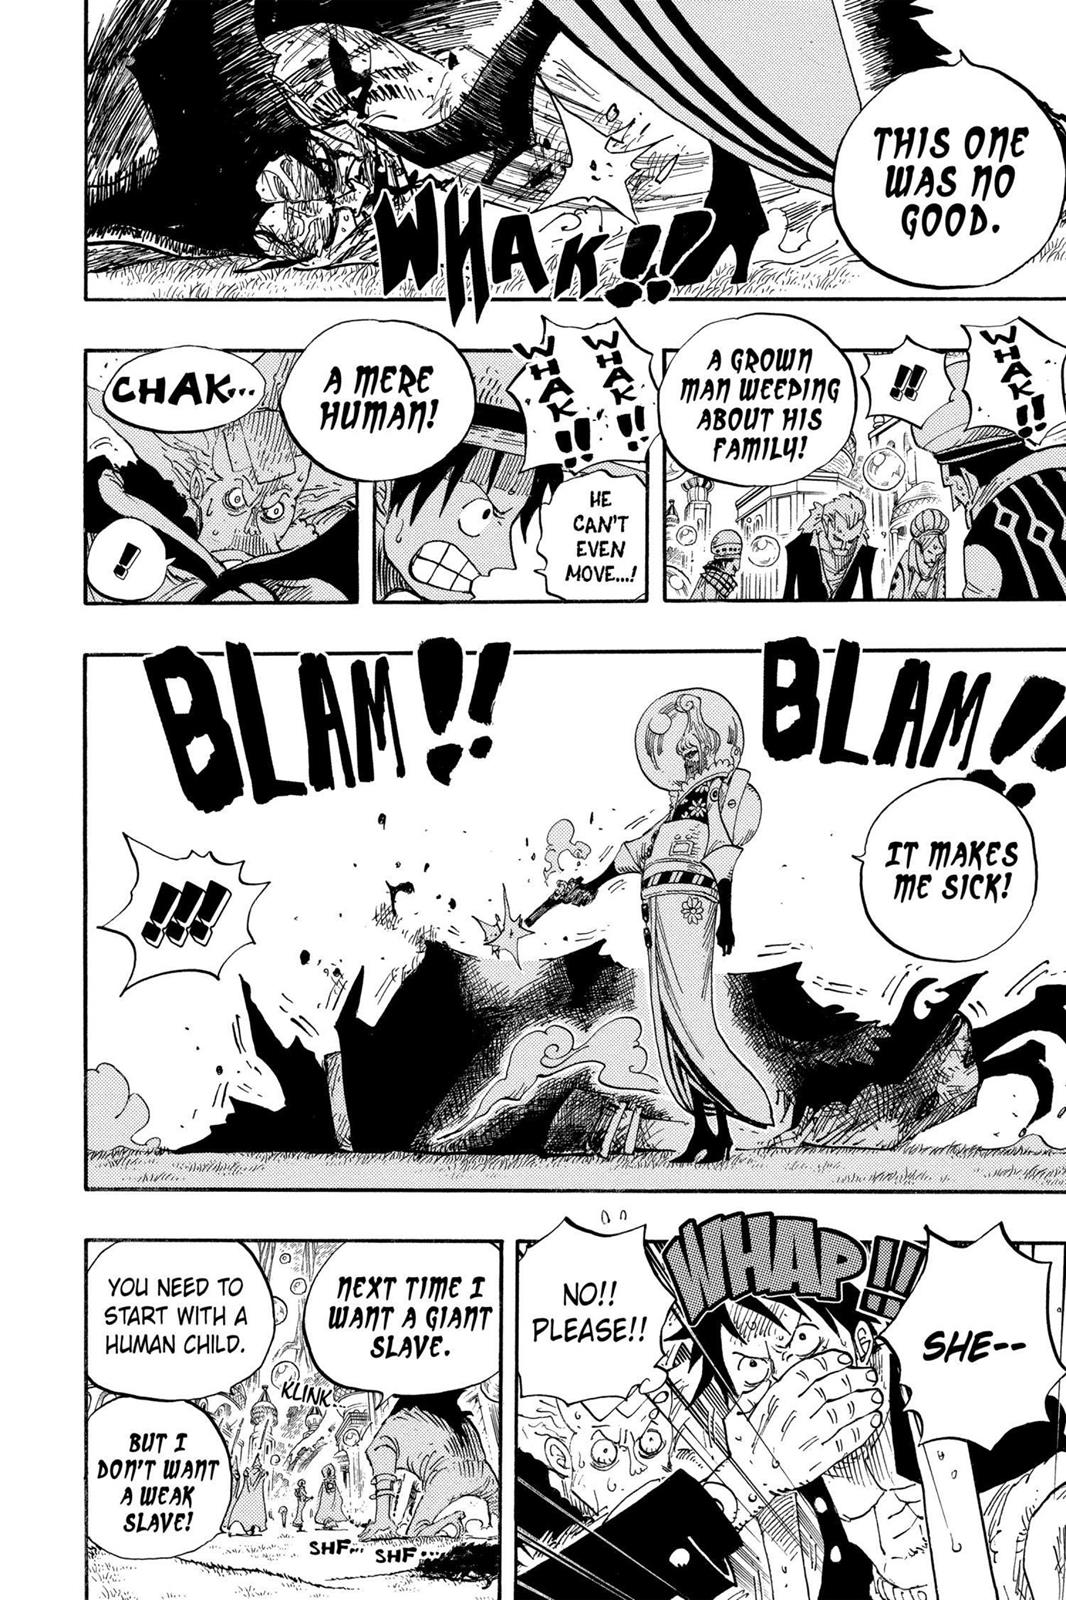 THIS ONE
WAS NO
GOOD.
WHAK!!
WHAK!!
!!
A GROWN
MAN WEEPING
ABOUT HIS
FAMILY!
WHAK!!
WHAK!!
HE
CAN'T
EVEN
MOVE...!
A MERE
HUMAN!
CHAK...
!
BLAM!!
IT MAKES
ME SICK!
BLAM!!
!!!
SHE--
WHAP!!
NO!!
PLEASE!!
NEXT TIME I
WANT A GIANT
SLAVE.
YOU NEED TO
START WITH A
HUMAN CHILD.
KLINK...
BUT I
DON'T WANT
A WEAK
SLAVE!
SHF...
SHF...